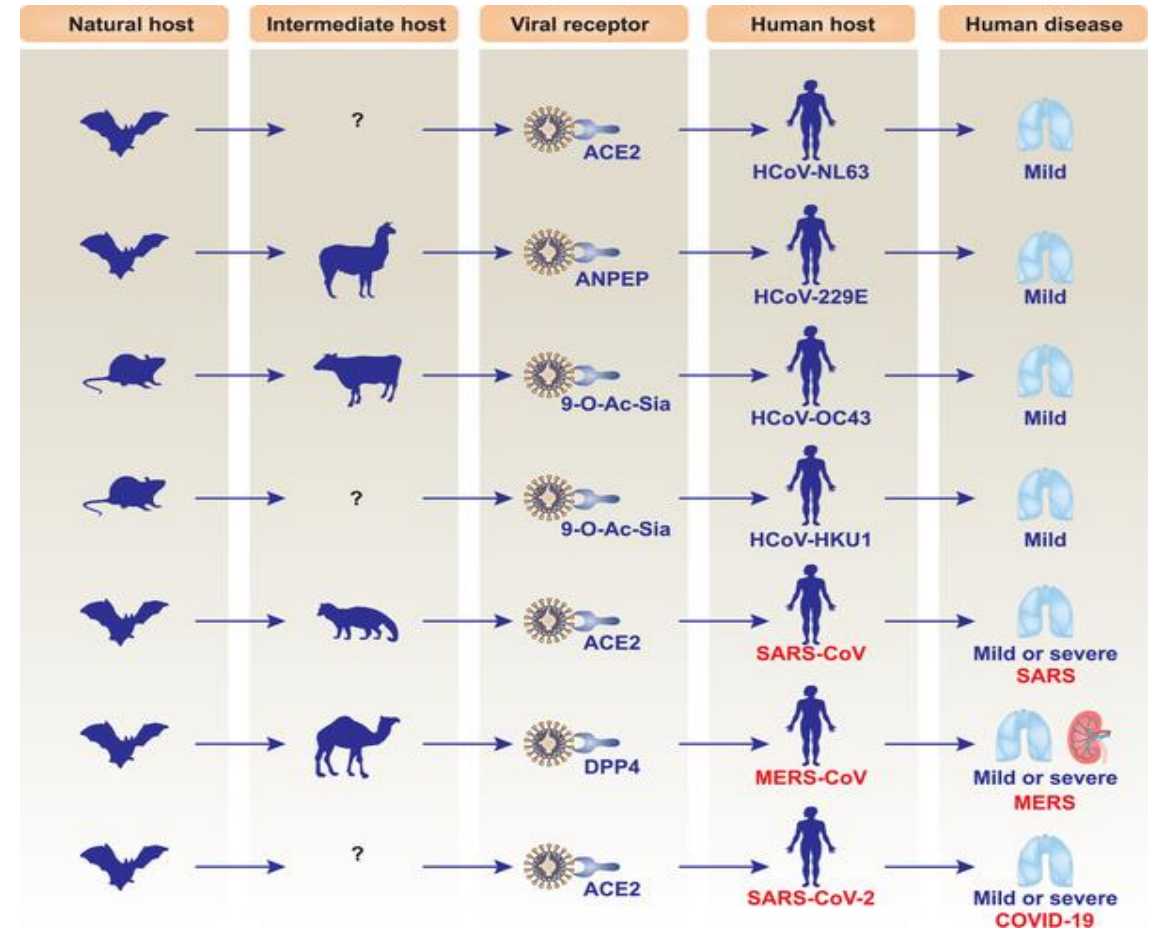 Natural host
Intermediate host
Viral receptor
Human host
Human disease
?
ACE2
HCoV-NL63
Mild
ANPEP
HCoV-229E
Mild
9-O-Ac-Sia
HCoV-OC43
Mild
?
9-O-Ac-Sia
HCoV-HKU1
Mild
ACE2
SARS-CoV
Mild or severe
SARS
DPP4
MERS-CoV
Mild or severe
MERS
?
ACE2
SARS-CoV-2
Mild or severe
COVID-19